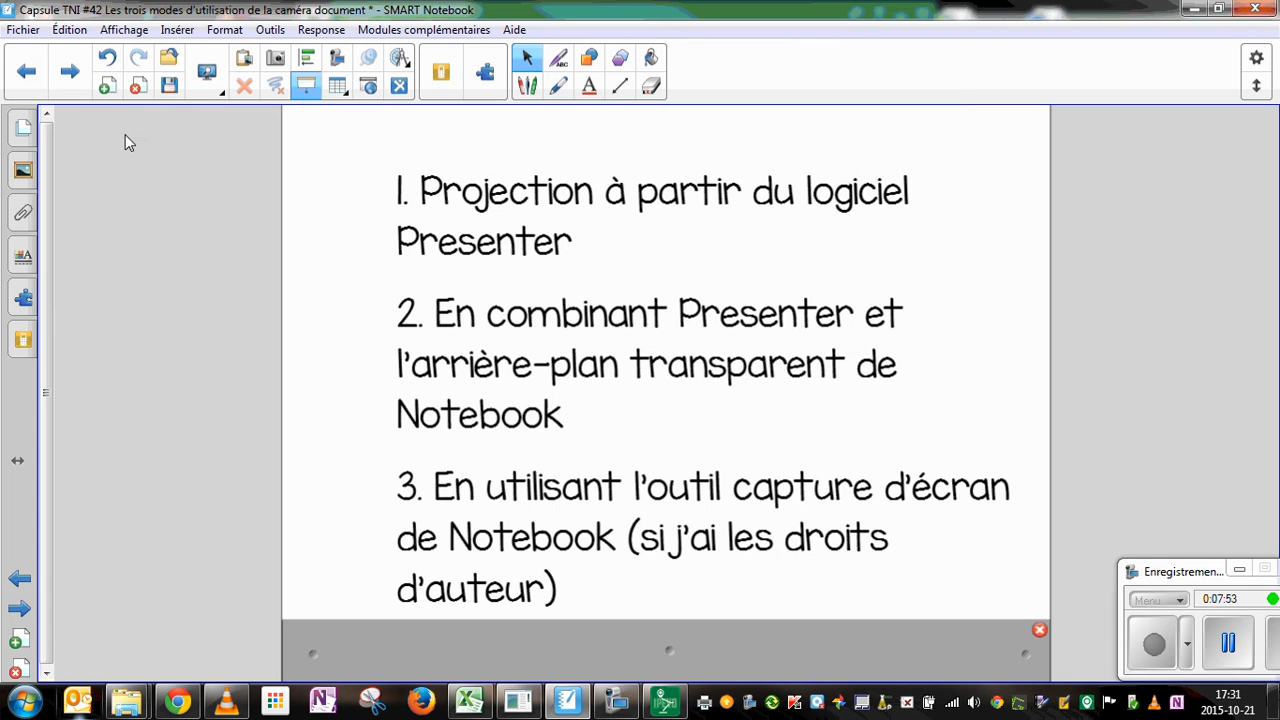 Capsule TNI #42 Les trois modes d'utilisation de la caméra document * - SMART Notebook
Fichier Édition Affichage Insérer Format Outils Response Modules complémentaires Aide
1. Projection à partir du logiciel
Presenter
2. En combinant Presenter et
l'arrière-plan transparent de
Notebook
3. En utilisant l'outil capture d'écran
de Notebook (si j'ai les droits
d'auteur)
Enregistremen...
Menu 0:07:53
17:31
2015-10-21